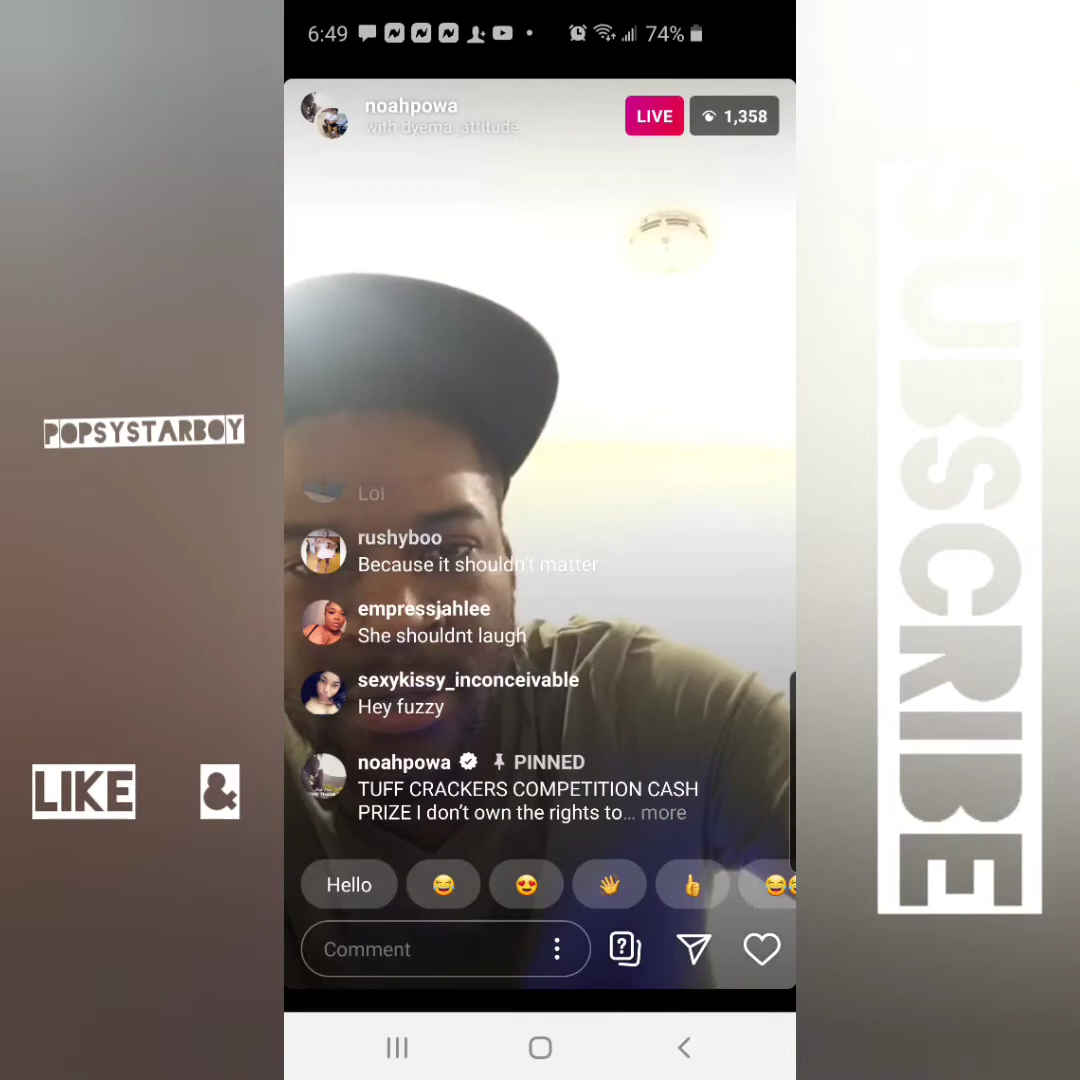 6:49
74%
noahpowa
with dyema_attitude
LIVE
1,358
Lol
rushyboo
Because it shouldn't matter
empressjahlee
She shouldnt laugh
sexykissy_inconceivable
Hey fuzzy
noahpowa
PINNED
TUFF CRACKERS COMPETITION CASH
PRIZE I don't own the rights to... more
Hello
Comment
POPSYSTARBOY
LIKE &
SUBSCRIBE